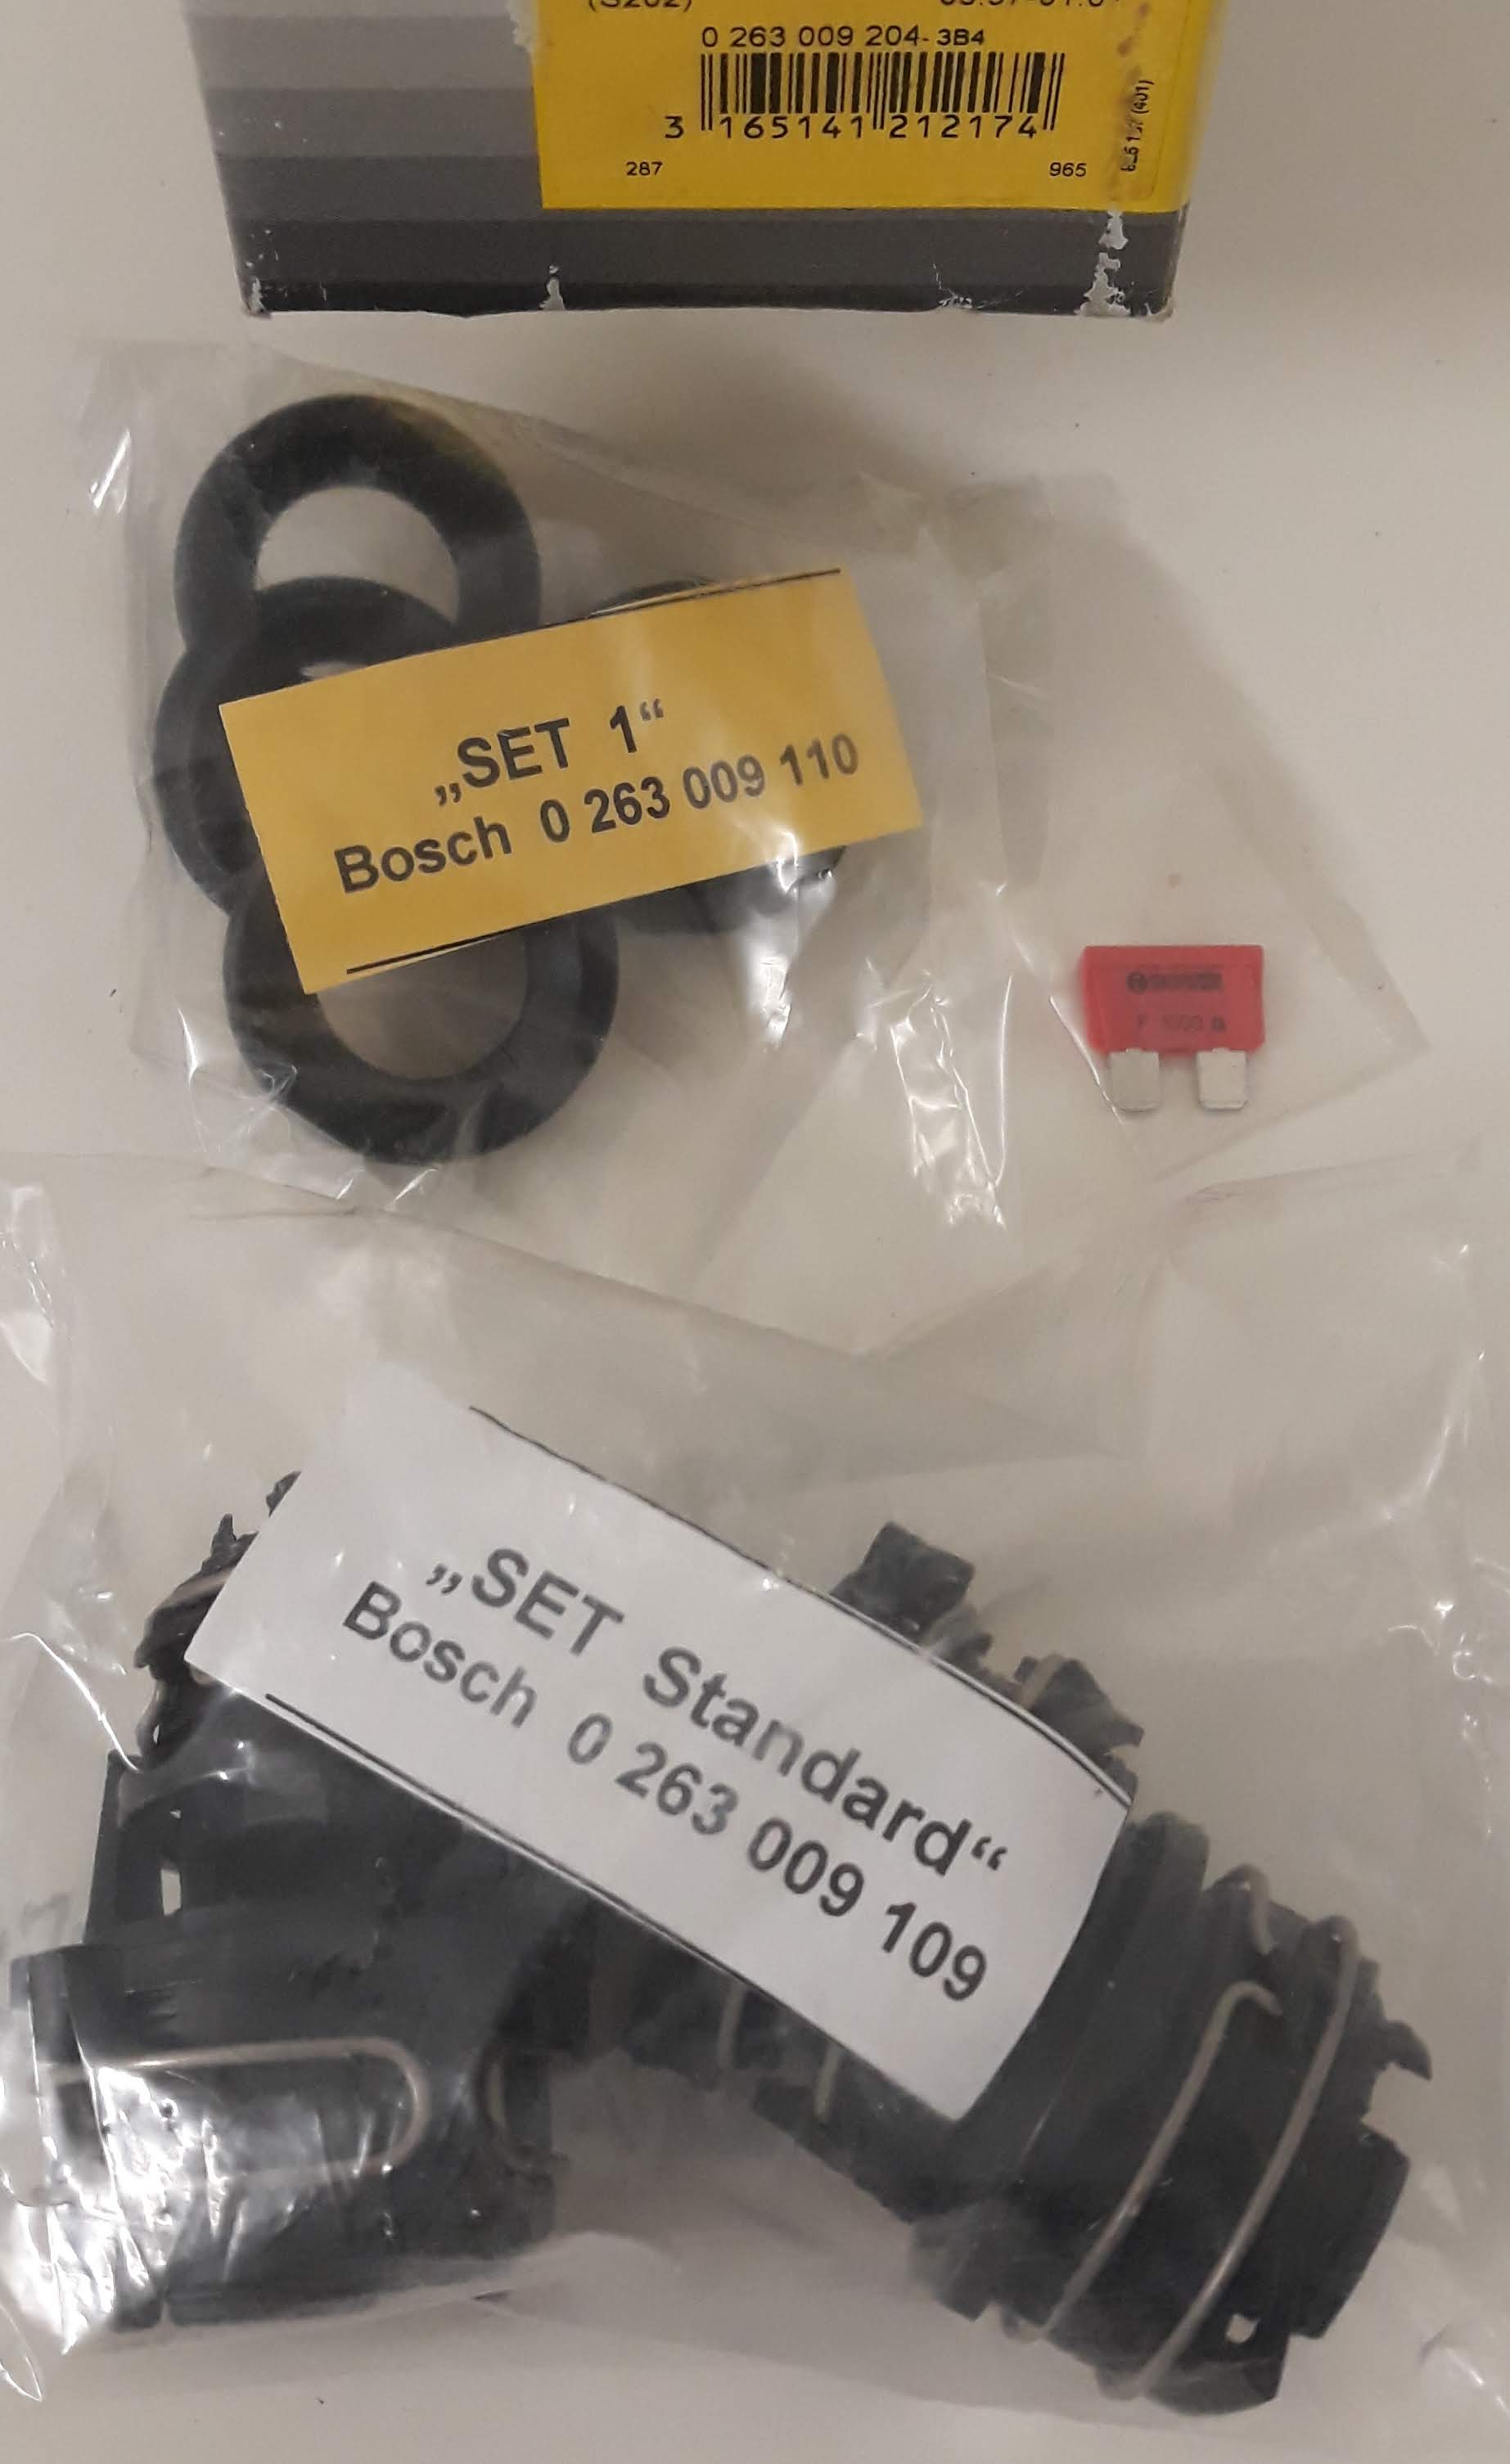 (S202)
0 263 009 204-3B4
3 165141 212174
287
965
„SET 1“
Bosch 0 263 009 110
„SET Standard“
Bosch 0 263 009 109